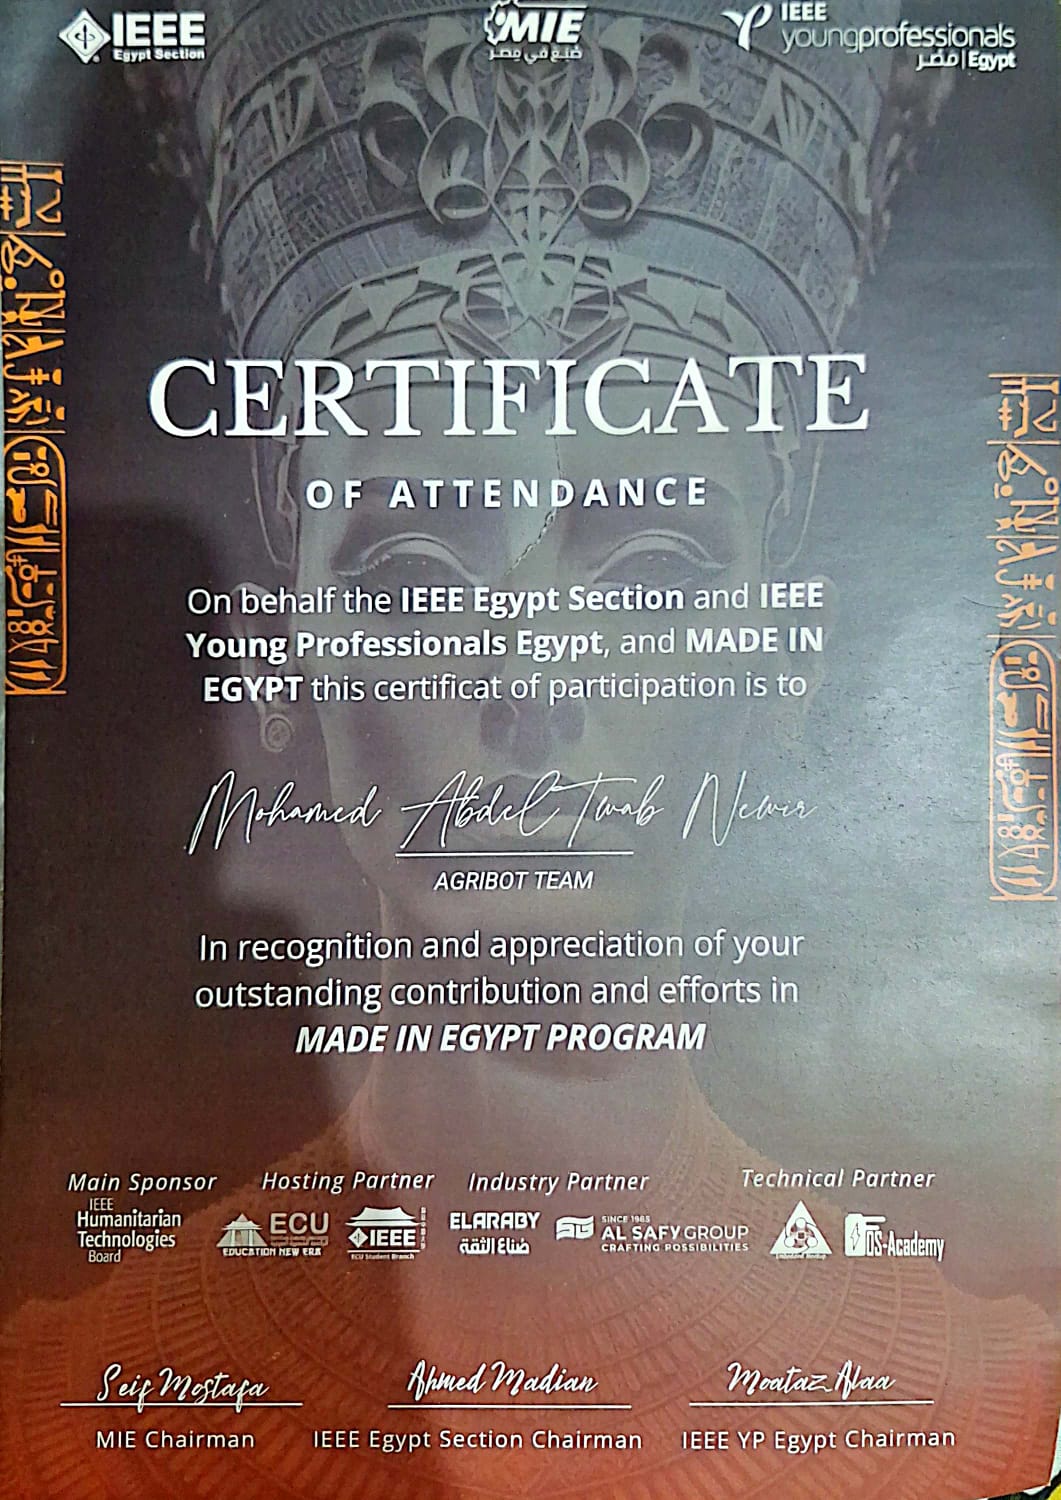 IEEE
Egypt Section
MIE
صُنع في مصر
IEEE
youngprofessionals
مصر | Egypt
CERTIFICATE
OF ATTENDANCE
On behalf the IEEE Egypt Section and IEEE
Young Professionals Egypt, and MADE IN
EGYPT this certificat of participation is to
Mohamed Abdel Twab Newir
AGRIBOT TEAM
In recognition and appreciation of your
outstanding contribution and efforts in
MADE IN EGYPT PROGRAM
Main Sponsor
IEEE
Humanitarian
Technologies
Board
Hosting Partner
ECU
EDUCATION NEW ERA
IEEE
ECU Student Branch
Industry Partner
ELARABY
صُناع الثقة
SINCE 1985
AL SAFY GROUP
CRAFTING POSSIBILITIES
Technical Partner
OS-Academy
Seif Mostafa
MIE Chairman
Ahmed Madian
IEEE Egypt Section Chairman
Moataz Alaa
IEEE YP Egypt Chairman